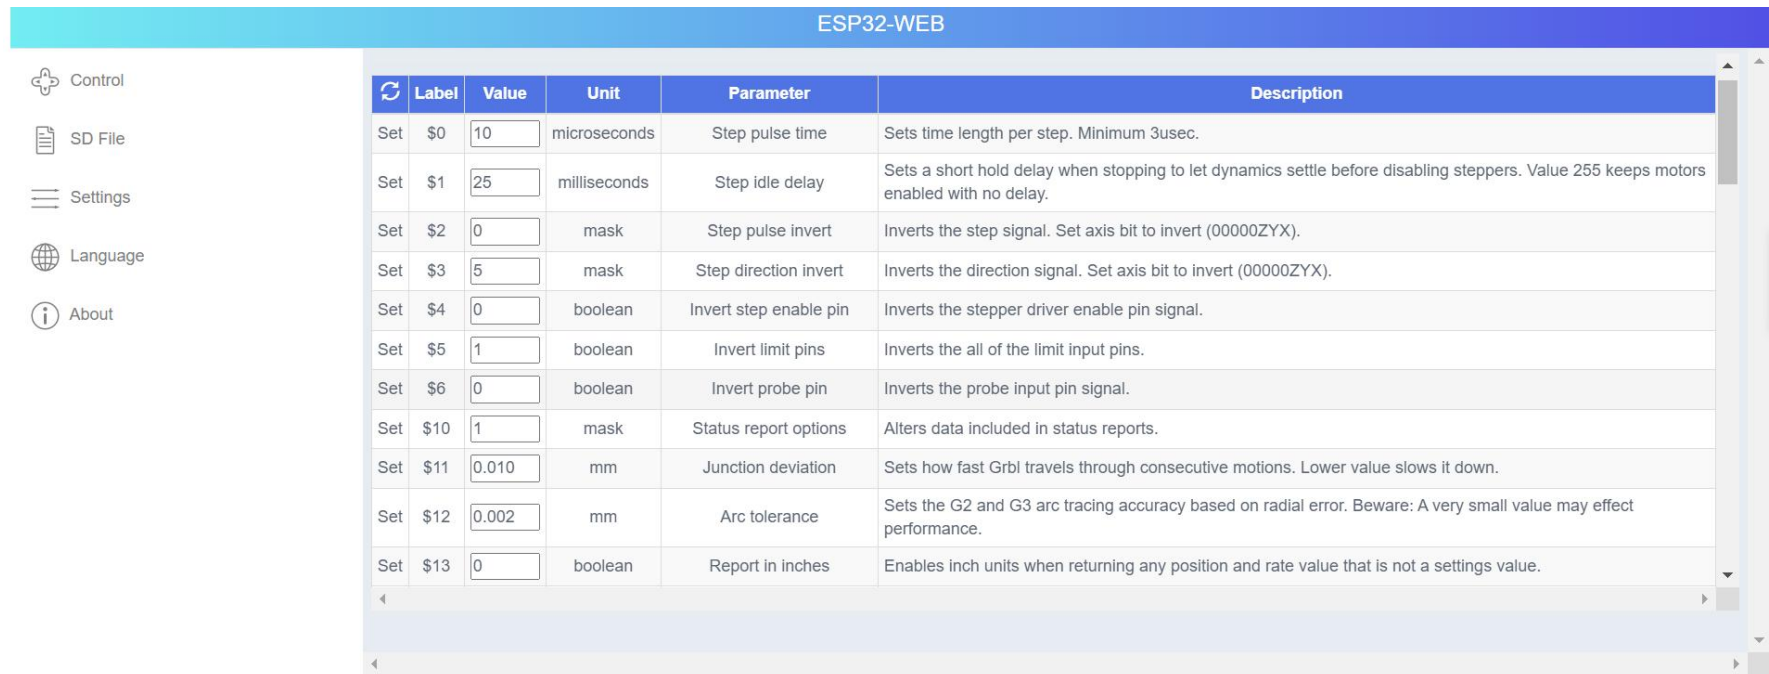 ESP32-WEB
Control
SD File
Settings
Language
About
Label Value Unit Parameter Description
Set $0 10 microseconds Step pulse time Sets time length per step. Minimum 3usec.
Set $1 25 milliseconds Step idle delay Sets a short hold delay when stopping to let dynamics settle before disabling steppers. Value 255 keeps motors
enabled with no delay.
Set $2 0 mask Step pulse invert Inverts the step signal. Set axis bit to invert (00000ZYX).
Set $3 5 mask Step direction invert Inverts the direction signal. Set axis bit to invert (00000ZYX).
Set $4 0 boolean Invert step enable pin Inverts the stepper driver enable pin signal.
Set $5 1 boolean Invert limit pins Inverts the all of the limit input pins.
Set $6 0 boolean Invert probe pin Inverts the probe input pin signal.
Set $10 1 mask Status report options Alters data included in status reports.
Set $11 0.010 mm Junction deviation Sets how fast Grbl travels through consecutive motions. Lower value slows it down.
Set $12 0.002 mm Arc tolerance Sets the G2 and G3 arc tracing accuracy based on radial error. Beware: A very small value may effect
performance.
Set $13 0 boolean Report in inches Enables inch units when returning any position and rate value that is not a settings value.